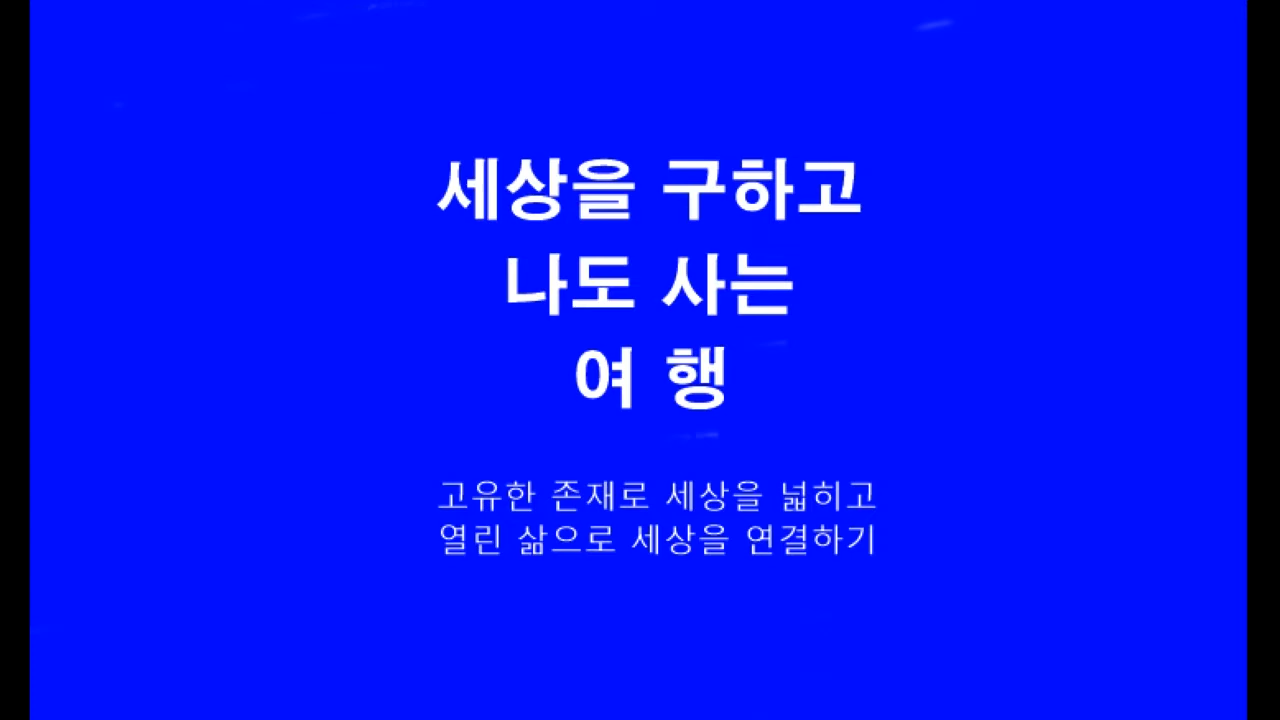 세상을 구하고
나도 사는
여 행
고유한 존재로 세상을 넓히고
열린 삶으로 세상을 연결하기